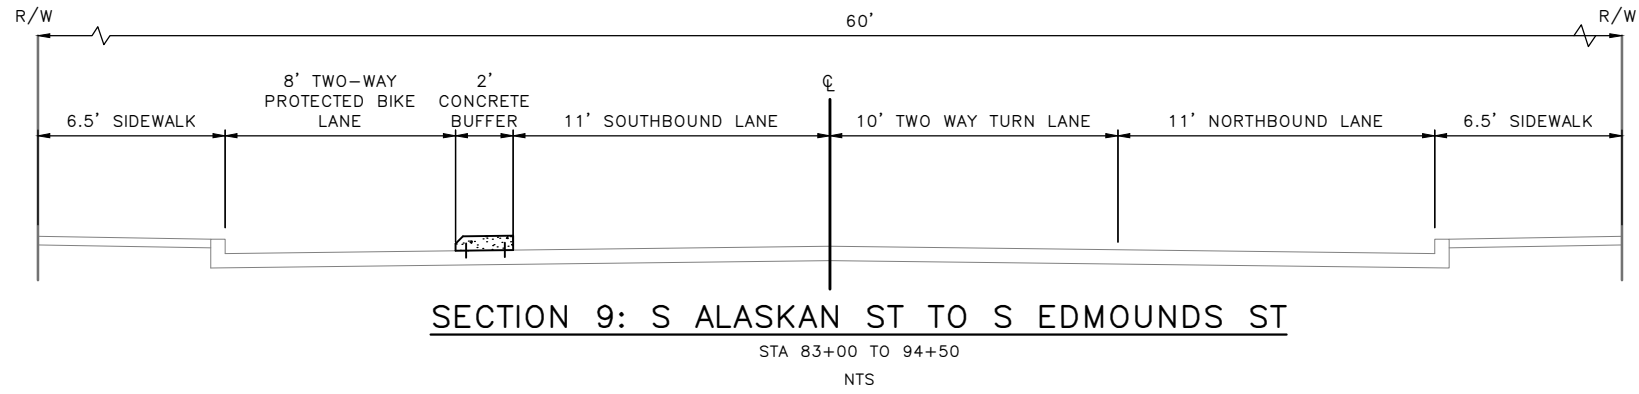 R/W
60'
R/W
8' TWO-WAY
PROTECTED BIKE
LANE
2'
CONCRETE
BUFFER
℄
6.5' SIDEWALK
11' SOUTHBOUND LANE
10' TWO WAY TURN LANE
11' NORTHBOUND LANE
6.5' SIDEWALK
SECTION 9: S ALASKAN ST TO S EDMOUNDS ST
STA 83+00 TO 94+50
NTS